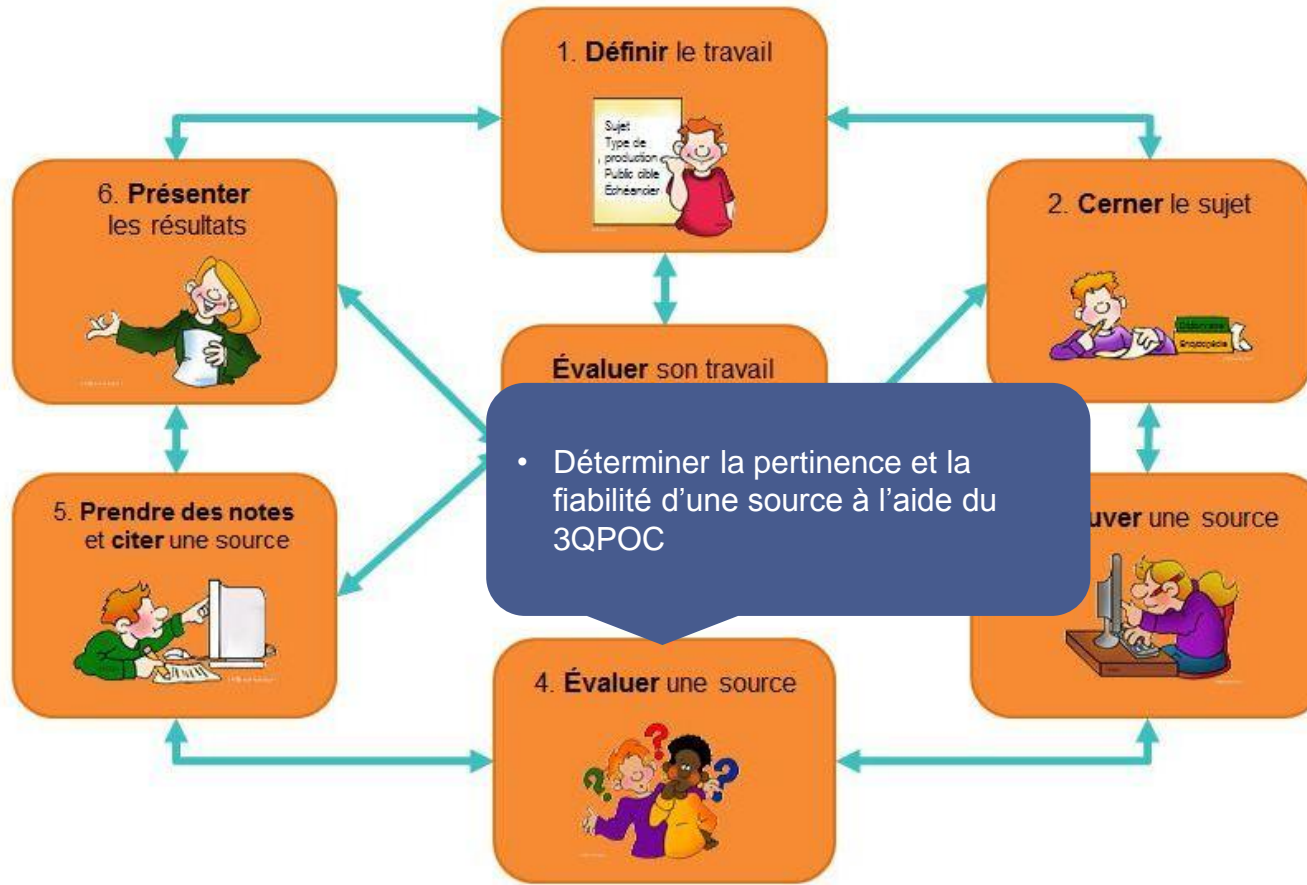 1. Définir le travail
Sujet
Type de
production
Public cible
Échéancier
6. Présenter
les résultats
2. Cerner le sujet
Dictionnaire
Encyclopédie
Évaluer son travail
• Déterminer la pertinence et la
fiabilité d’une source à l’aide du
3QPOC
5. Prendre des notes
et citer une source
uver une source
4. Évaluer une source